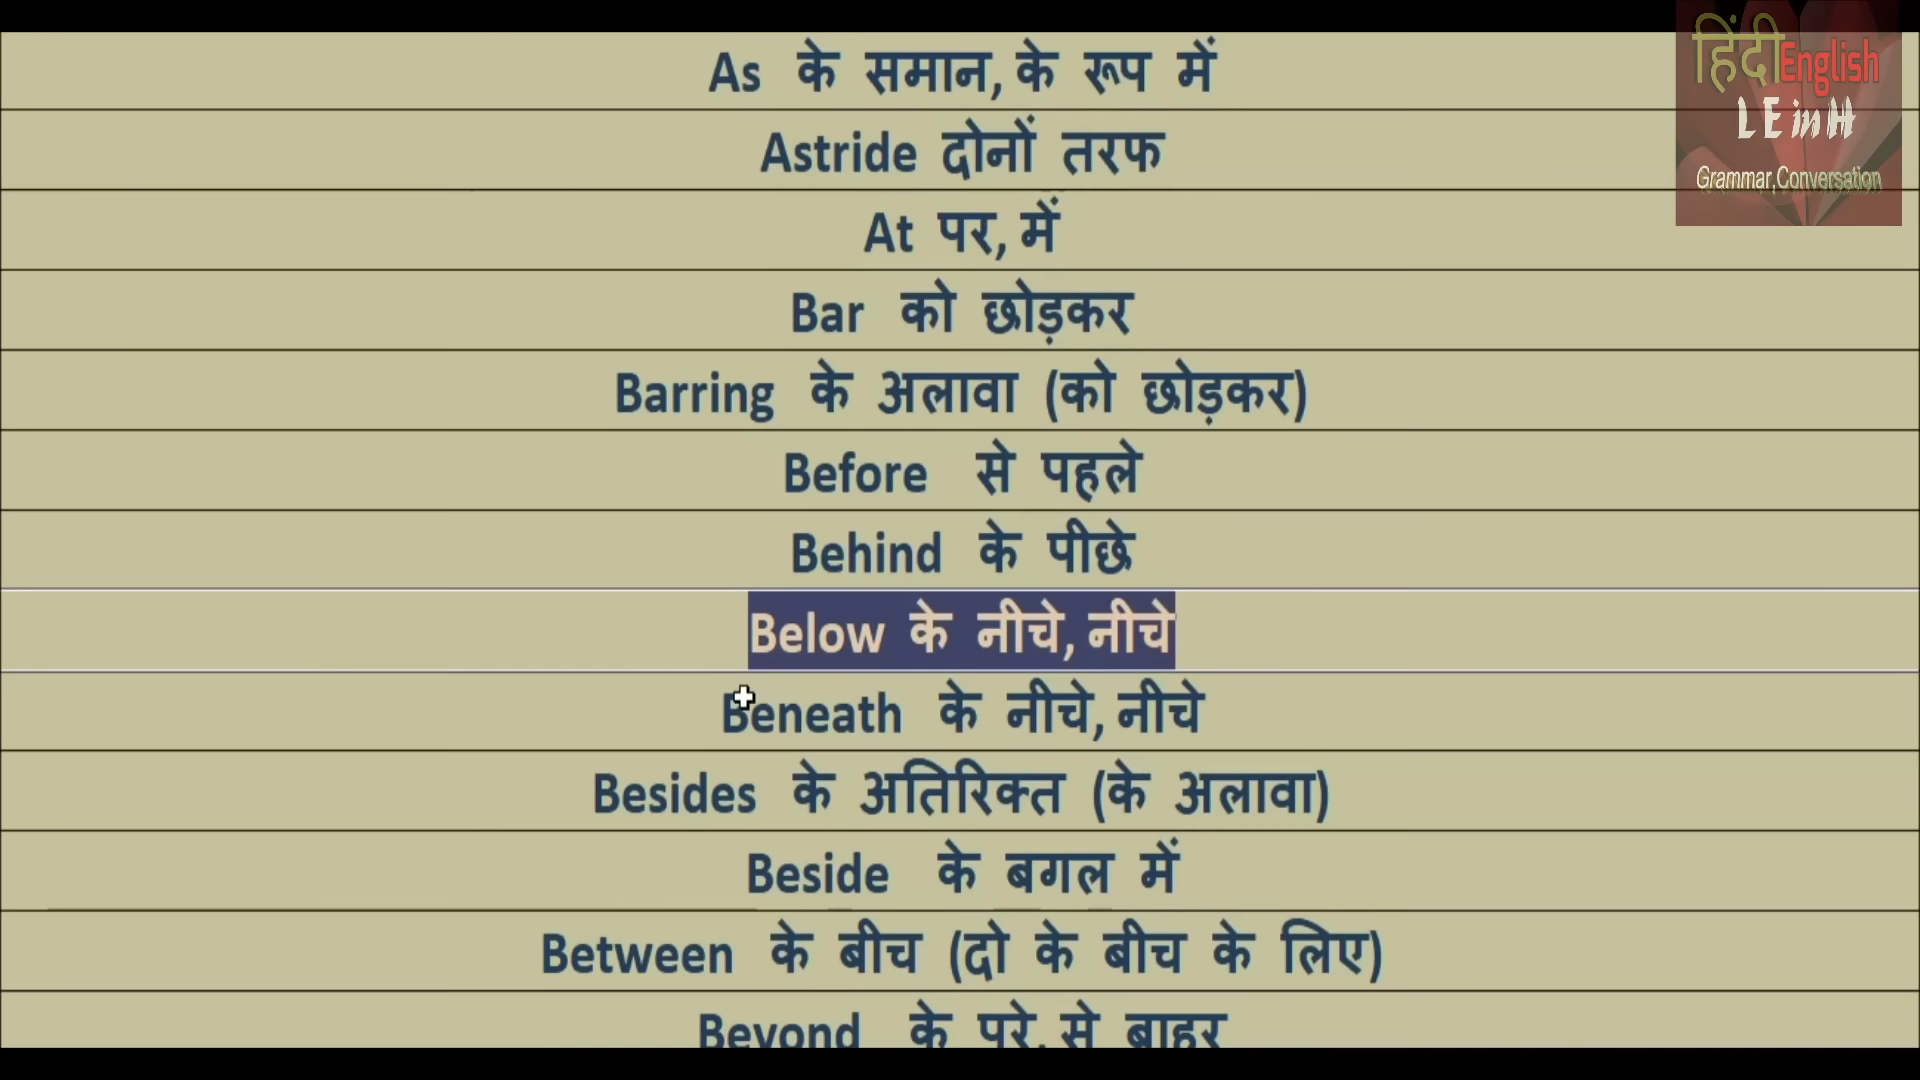 As के समान, के रूप में
Astride दोनों तरफ
At पर, में
Bar को छोड़कर
Barring के अलावा (को छोड़कर)
Before से पहले
Behind के पीछे
Below के नीचे, नीचे
Beneath के नीचे, नीचे
Besides के अतिरिक्त (के अलावा)
Beside के बगल में
Between के बीच (दो के बीच के लिए)
Beyond के परे, से बाहर
हिंदी English
L E in H
Grammar,Conversation